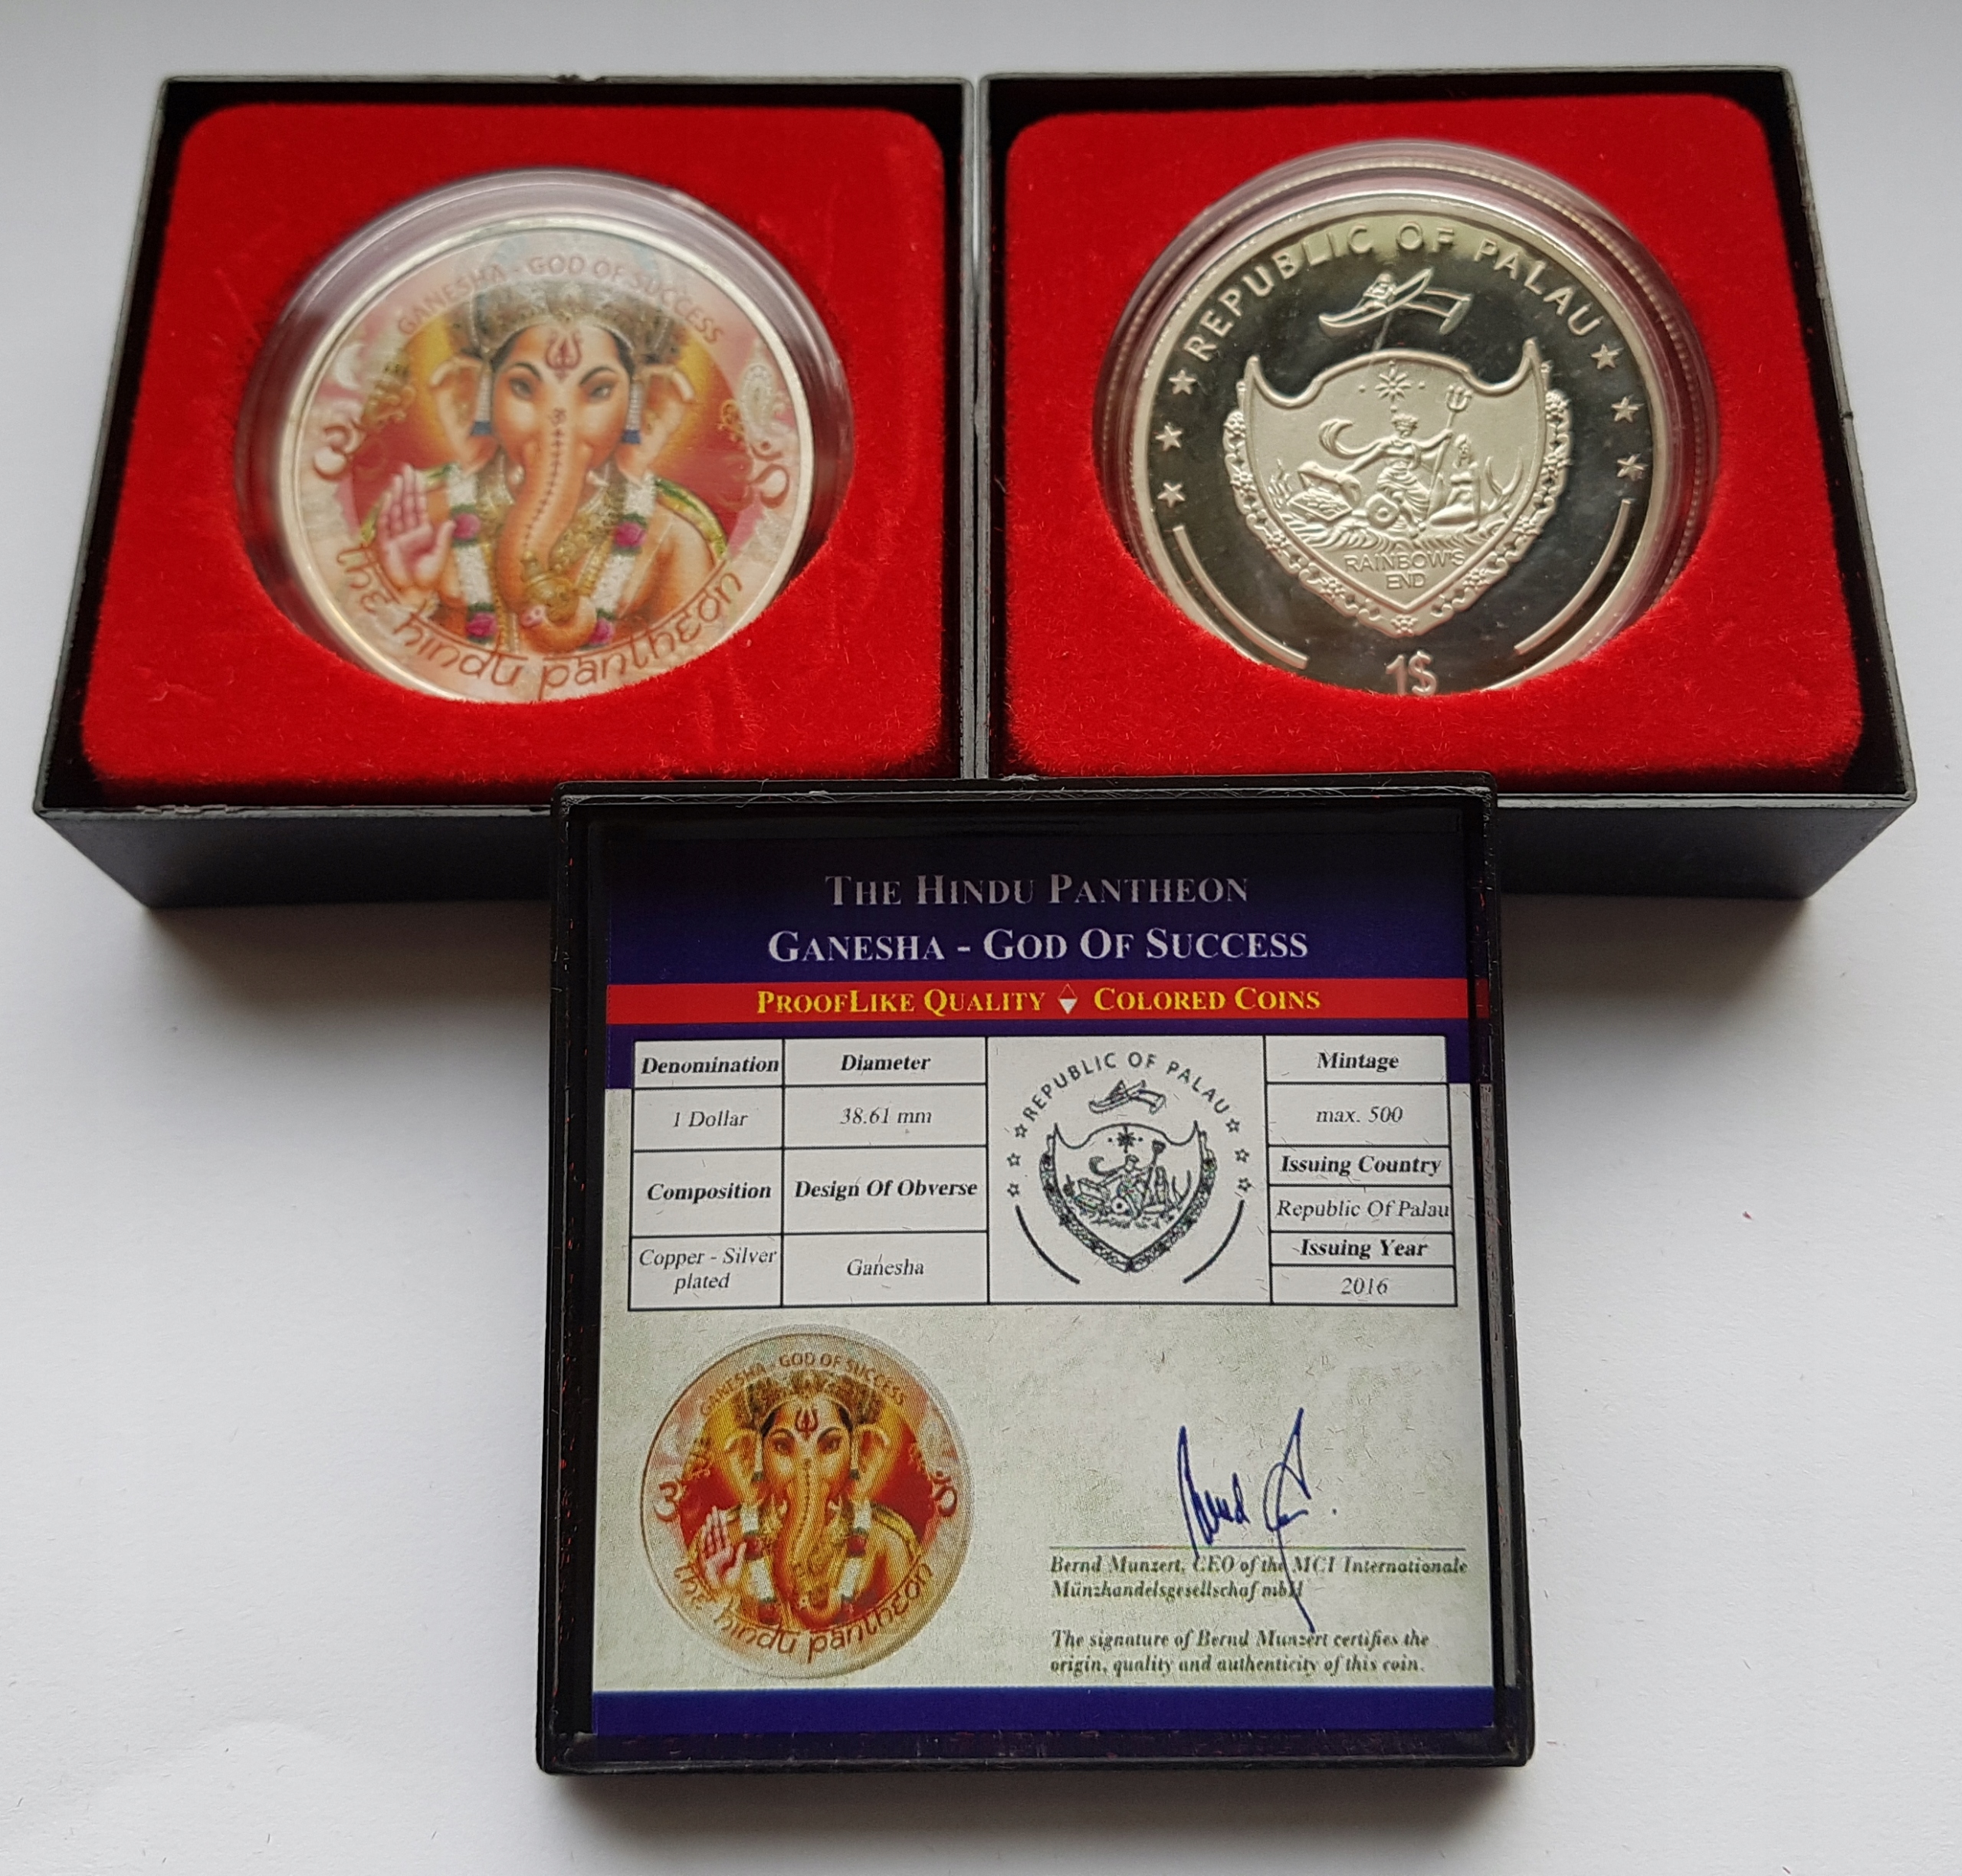 GANESHA - GOD OF SUCCESS
the hindu pantheon
REPUBLIC OF PALAU
RAINBOW'S
END
1$
THE HINDU PANTHEON
GANESHA - GOD OF SUCCESS
PROOFLIKE QUALITY COLORED COINS
Denomination
Diameter
1 Dollar
38.61 mm
Composition
Design Of Obverse
Copper - Silver
plated
Ganesha
REPUBLIC OF PALAU
Mintage
max. 500
Issuing Country
Republic Of Palau
Issuing Year
2016
GANESHA - GOD OF SUCCESS
the hindu pantheon
Bernd Munzert, CEO of the MCI Internationale
Münzhandelsgesellschaf mbH
The signature of Bernd Munzert certifies the
origin, quality and authenticity of this coin.